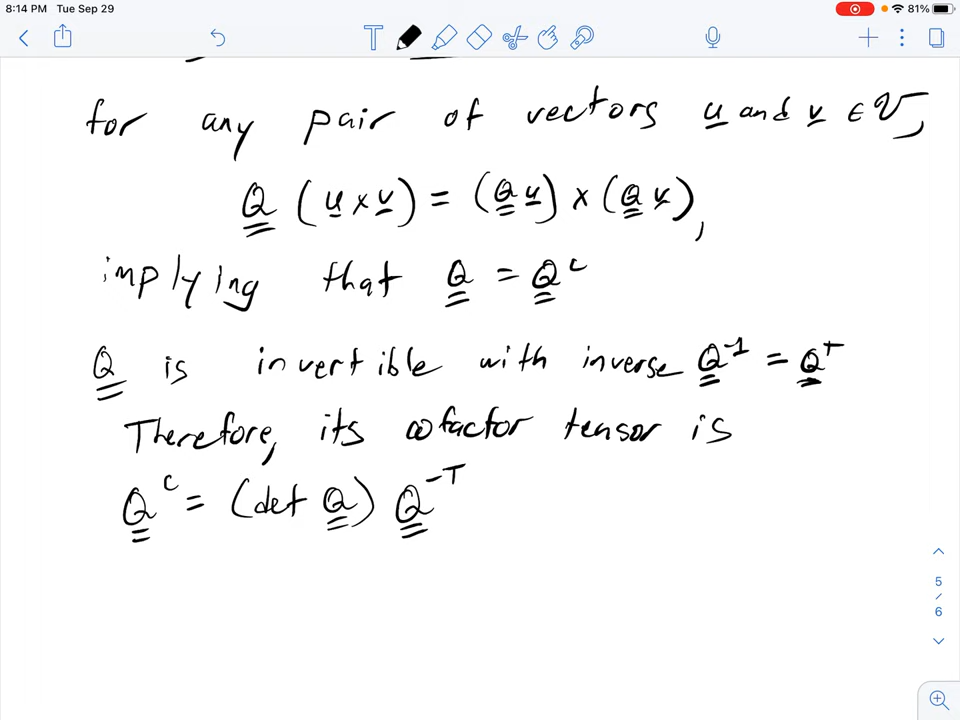 8:14 PM Tue Sep 29
81%
for any pair of vectors u and v ∈ V,
Q (u × v) = (Q u) × (Q v),
implying that Q = Q^c
Q is invertible with inverse Q^-1 = Q^T
Therefore, its cofactor tensor is
Q^c = (det Q) Q^-T
5
/
6